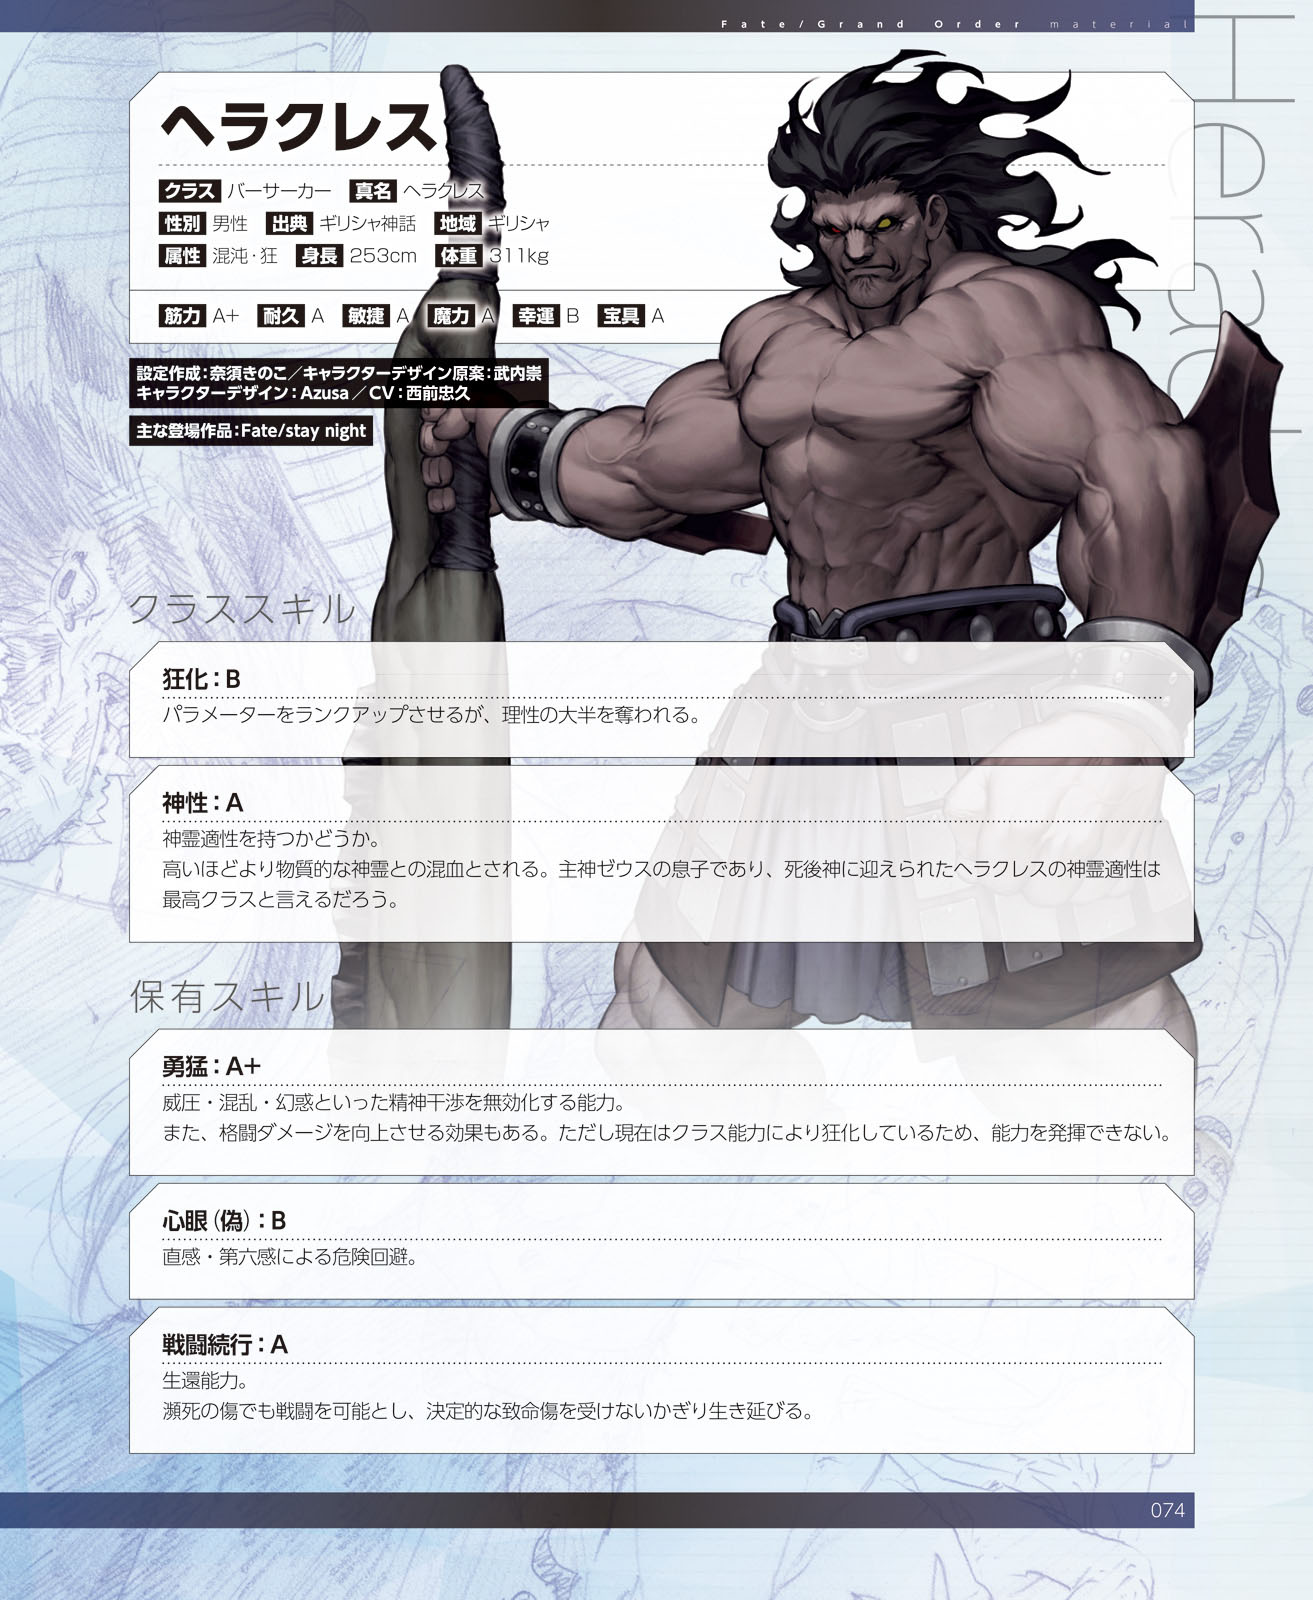 Fate/Grand Order material
Heracles
ヘラクレス
クラス バーサーカー 真名 ヘラクレス
性別 男性 出典 ギリシャ神話 地域 ギリシャ
属性 混沌・狂 身長 253cm 体重 311kg
筋力 A+ 耐久 A 敏捷 A 魔力 A 幸運 B 宝具 A
設定作成:奈須きのこ/キャラクターデザイン原案:武内崇
キャラクターデザイン:Azusa/CV:西前忠久
主な登場作品:Fate/stay night
クラススキル
狂化:B
パラメーターをランクアップさせるが、理性の大半を奪われる。
神性:A
神霊適性を持つかどうか。
高いほどより物質的な神霊との混血とされる。主神ゼウスの息子であり、死後神に迎えられたヘラクレスの神霊適性は
最高クラスと言えるだろう。
保有スキル
勇猛:A+
威圧・混乱・幻惑といった精神干渉を無効化する能力。
また、格闘ダメージを向上させる効果もある。ただし現在はクラス能力により狂化しているため、能力を発揮できない。
心眼(偽):B
直感・第六感による危険回避。
戦闘続行:A
生還能力。
瀕死の傷でも戦闘を可能とし、決定的な致命傷を受けないかぎり生き延びる。
074